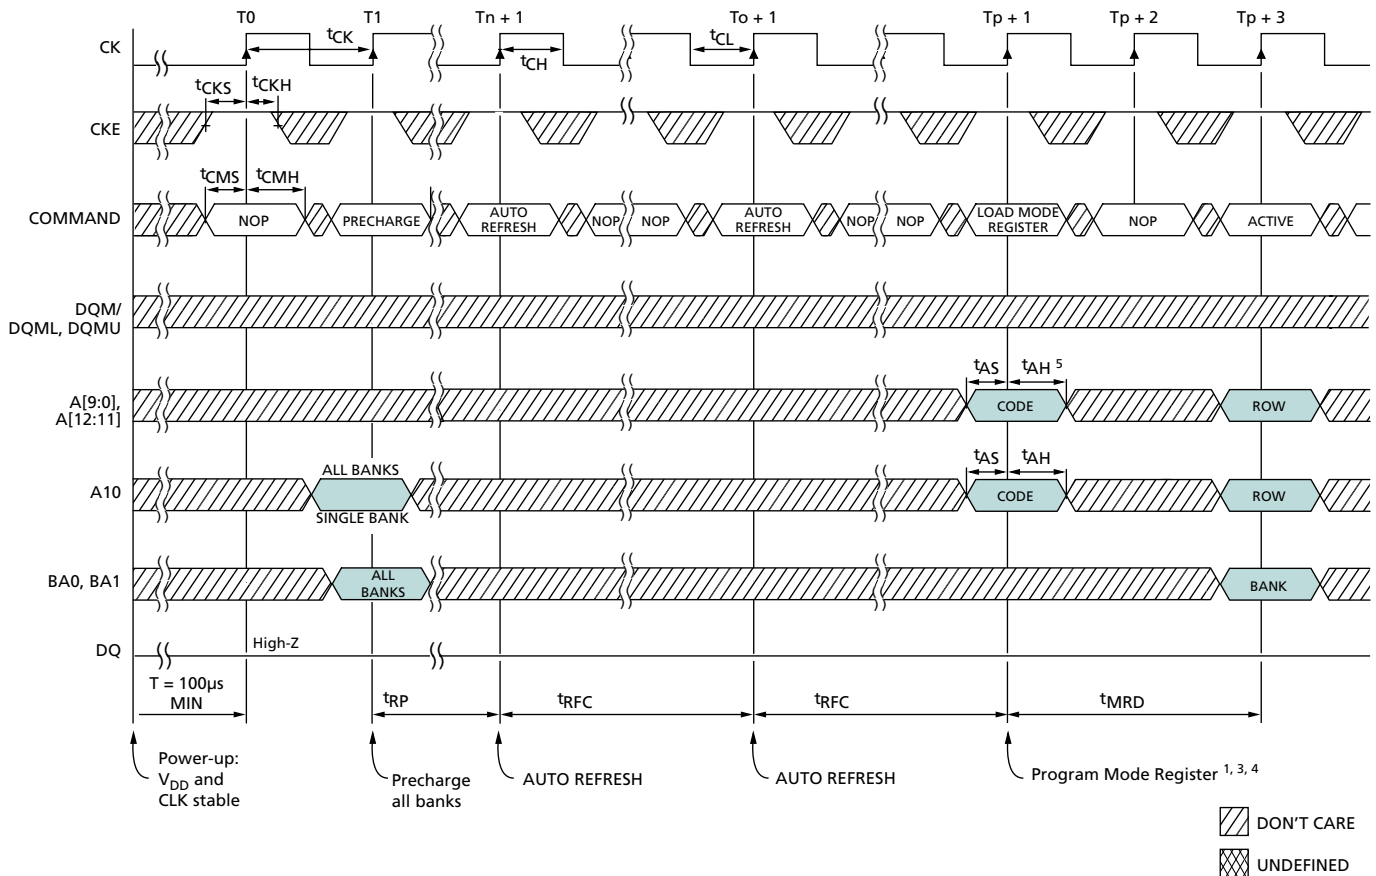 T0 T1 Tn + 1 To + 1 Tp + 1 Tp + 2 Tp + 3
CK tCK tCH tCL
tCKS tCKH
CKE
tCMS tCMH
COMMAND NOP PRECHARGE AUTO REFRESH NOP NOP AUTO REFRESH NOP NOP LOAD MODE REGISTER NOP ACTIVE
DQM/
DQML, DQMU
tAS tAH 5
A[9:0],
A[12:11] CODE ROW
ALL BANKS tAS tAH
A10 CODE ROW
SINGLE BANK
BA0, BA1 ALL BANKS BANK
DQ High-Z
T = 100µs
MIN tRP tRFC tRFC tMRD
Power-up:
VDD and
CLK stable
Precharge
all banks
AUTO REFRESH
AUTO REFRESH
Program Mode Register 1, 3, 4
DON'T CARE
UNDEFINED